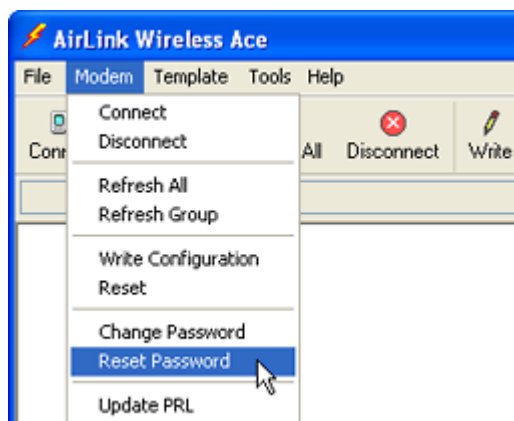 AirLink Wireless Ace
File Modem Template Tools Help
Connect
Disconnect
Conr All Disconnect Write
Refresh All
Refresh Group
Write Configuration
Reset
Change Password
Reset Password
Update PRL